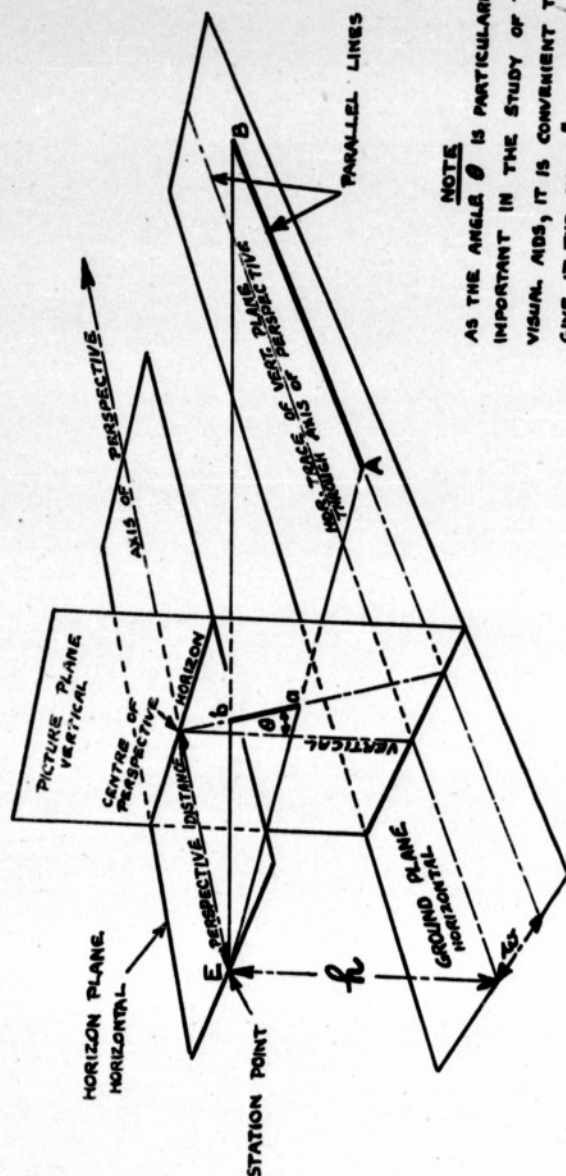 PICTURE PLANE
VERTICAL
HORIZON PLANE
HORIZONTAL
CENTRE OF
PERSPECTIVE
AXIS OF PERSPECTIVE
HORIZON
PERSPECTIVE DISTANCE
E
STATION POINT
b
θ
a
VERTICAL
B
HOR. TRACE OF VERT. PLANE
THROUGH AXIS OF PERSPECTIVE
A
PARALLEL LINES
GROUND PLANE
HORIZONTAL
h
NOTE
AS THE ANGLE θ IS PARTICULARL
IMPORTANT IN THE STUDY OF
VISUAL AIDS, IT IS CONVENIENT T